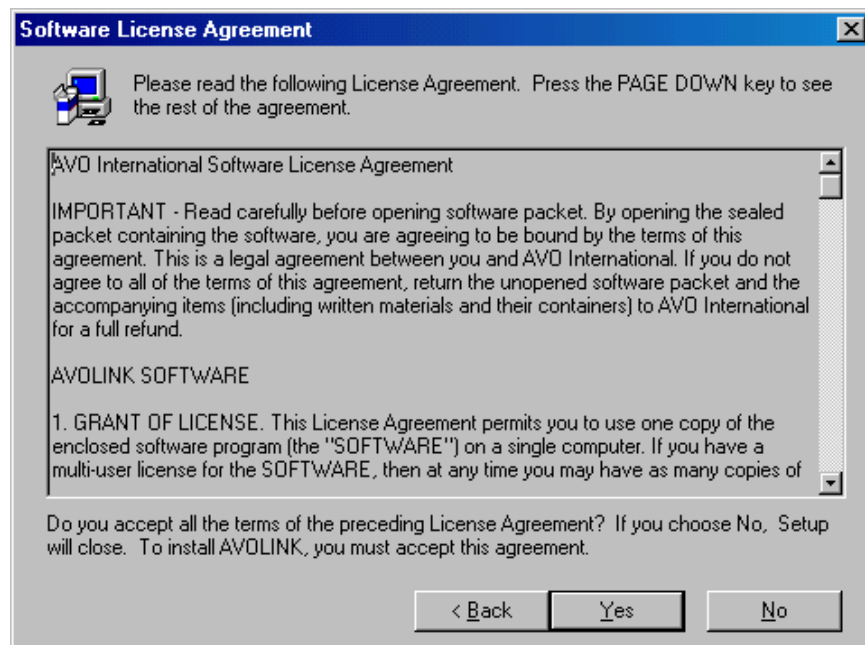 Software License Agreement
Please read the following License Agreement.  Press the PAGE DOWN key to see
the rest of the agreement.
AVO International Software License Agreement
IMPORTANT - Read carefully before opening software packet. By opening the sealed
packet containing the software, you are agreeing to be bound by the terms of this
agreement. This is a legal agreement between you and AVO International. If you do not
agree to all of the terms of this agreement, return the unopened software packet and the
accompanying items (including written materials and their containers) to AVO International
for a full refund.
AVOLINK SOFTWARE
1. GRANT OF LICENSE. This License Agreement permits you to use one copy of the
enclosed software program (the "SOFTWARE") on a single computer. If you have a
multi-user license for the SOFTWARE, then at any time you may have as many copies of
Do you accept all the terms of the preceding License Agreement?  If you choose No,  Setup
will close.  To install AVOLINK, you must accept this agreement.
< Back
Yes
No